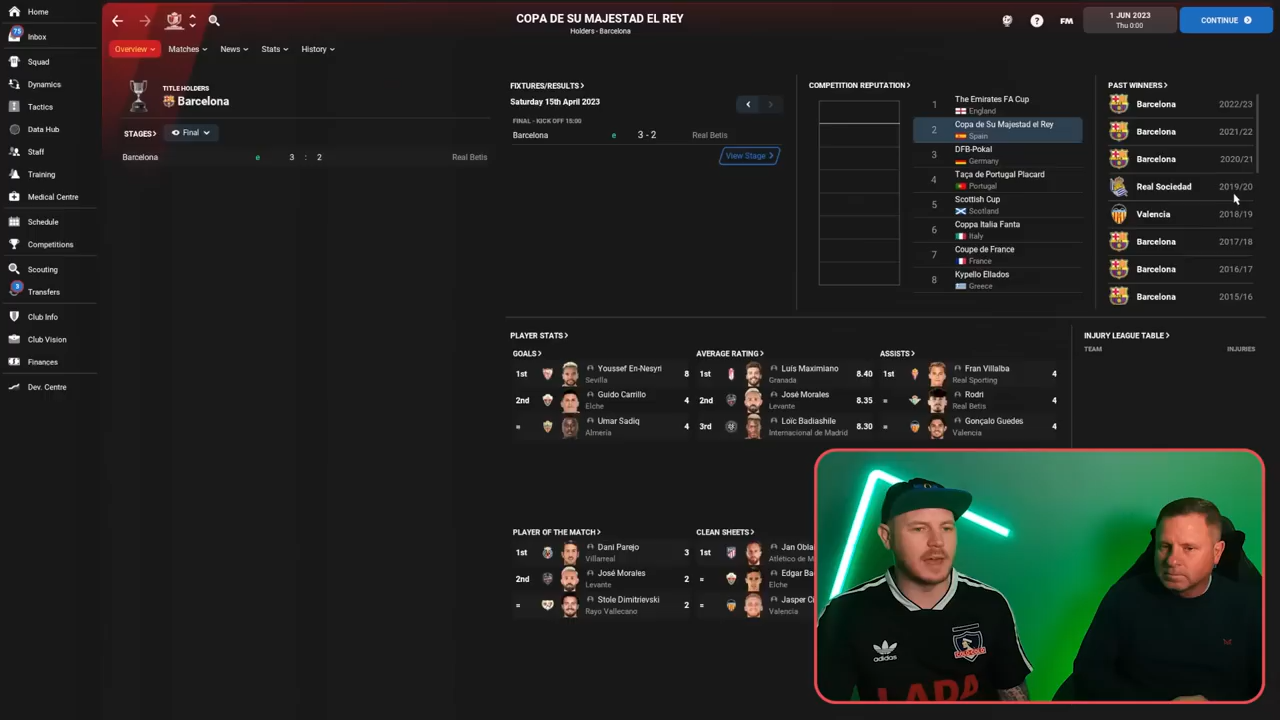 Home
75
Inbox
Squad
Dynamics
Tactics
Data Hub
Staff
Training
Medical Centre
Schedule
Competitions
Scouting
3
Transfers
Club Info
Club Vision
Finances
Dev. Centre
COPA DE SU MAJESTAD EL REY
Holders - Barcelona
FM
1 JUN 2023
Thu 0:00
CONTINUE
Overview
Matches
News
Stats
History
TITLE HOLDERS
Barcelona
STAGES>
Final
Barcelona e 3 : 2 Real Betis
FIXTURES/RESULTS>
Saturday 15th April 2023
FINAL - KICK OFF 15:00
Barcelona e 3 - 2 Real Betis
View Stage >
COMPETITION REPUTATION>
1 The Emirates FA Cup
England
2 Copa de Su Majestad el Rey
Spain
3 DFB-Pokal
Germany
4 Taça de Portugal Placard
Portugal
5 Scottish Cup
Scotland
6 Coppa Italia Fanta
Italy
7 Coupe de France
France
8 Kypello Ellados
Greece
PAST WINNERS>
Barcelona 2022/23
Barcelona 2021/22
Barcelona 2020/21
Real Sociedad 2019/20
Valencia 2018/19
Barcelona 2017/18
Barcelona 2016/17
Barcelona 2015/16
PLAYER STATS>
GOALS>
1st Youssef En-Nesyri 8
Sevilla
2nd Guido Carrillo 4
Elche
= Umar Sadiq 4
Almería
AVERAGE RATING>
1st Luís Maximiano 8.40
Granada
2nd José Morales 8.35
Levante
3rd Loïc Badiashile 8.30
Internacional de Madrid
ASSISTS>
1st Fran Villalba 4
Real Sporting
= Rodri 4
Real Betis
= Gonçalo Guedes 4
Valencia
INJURY LEAGUE TABLE>
TEAM INJURIES
PLAYER OF THE MATCH>
1st Dani Parejo 3
Villarreal
2nd José Morales 2
Levante
= Stole Dimitrievski 2
Rayo Vallecano
CLEAN SHEETS>
1st Jan Obla
Atlético de M
= Edgar Ba
Elche
= Jasper Ci
Valencia
adidas